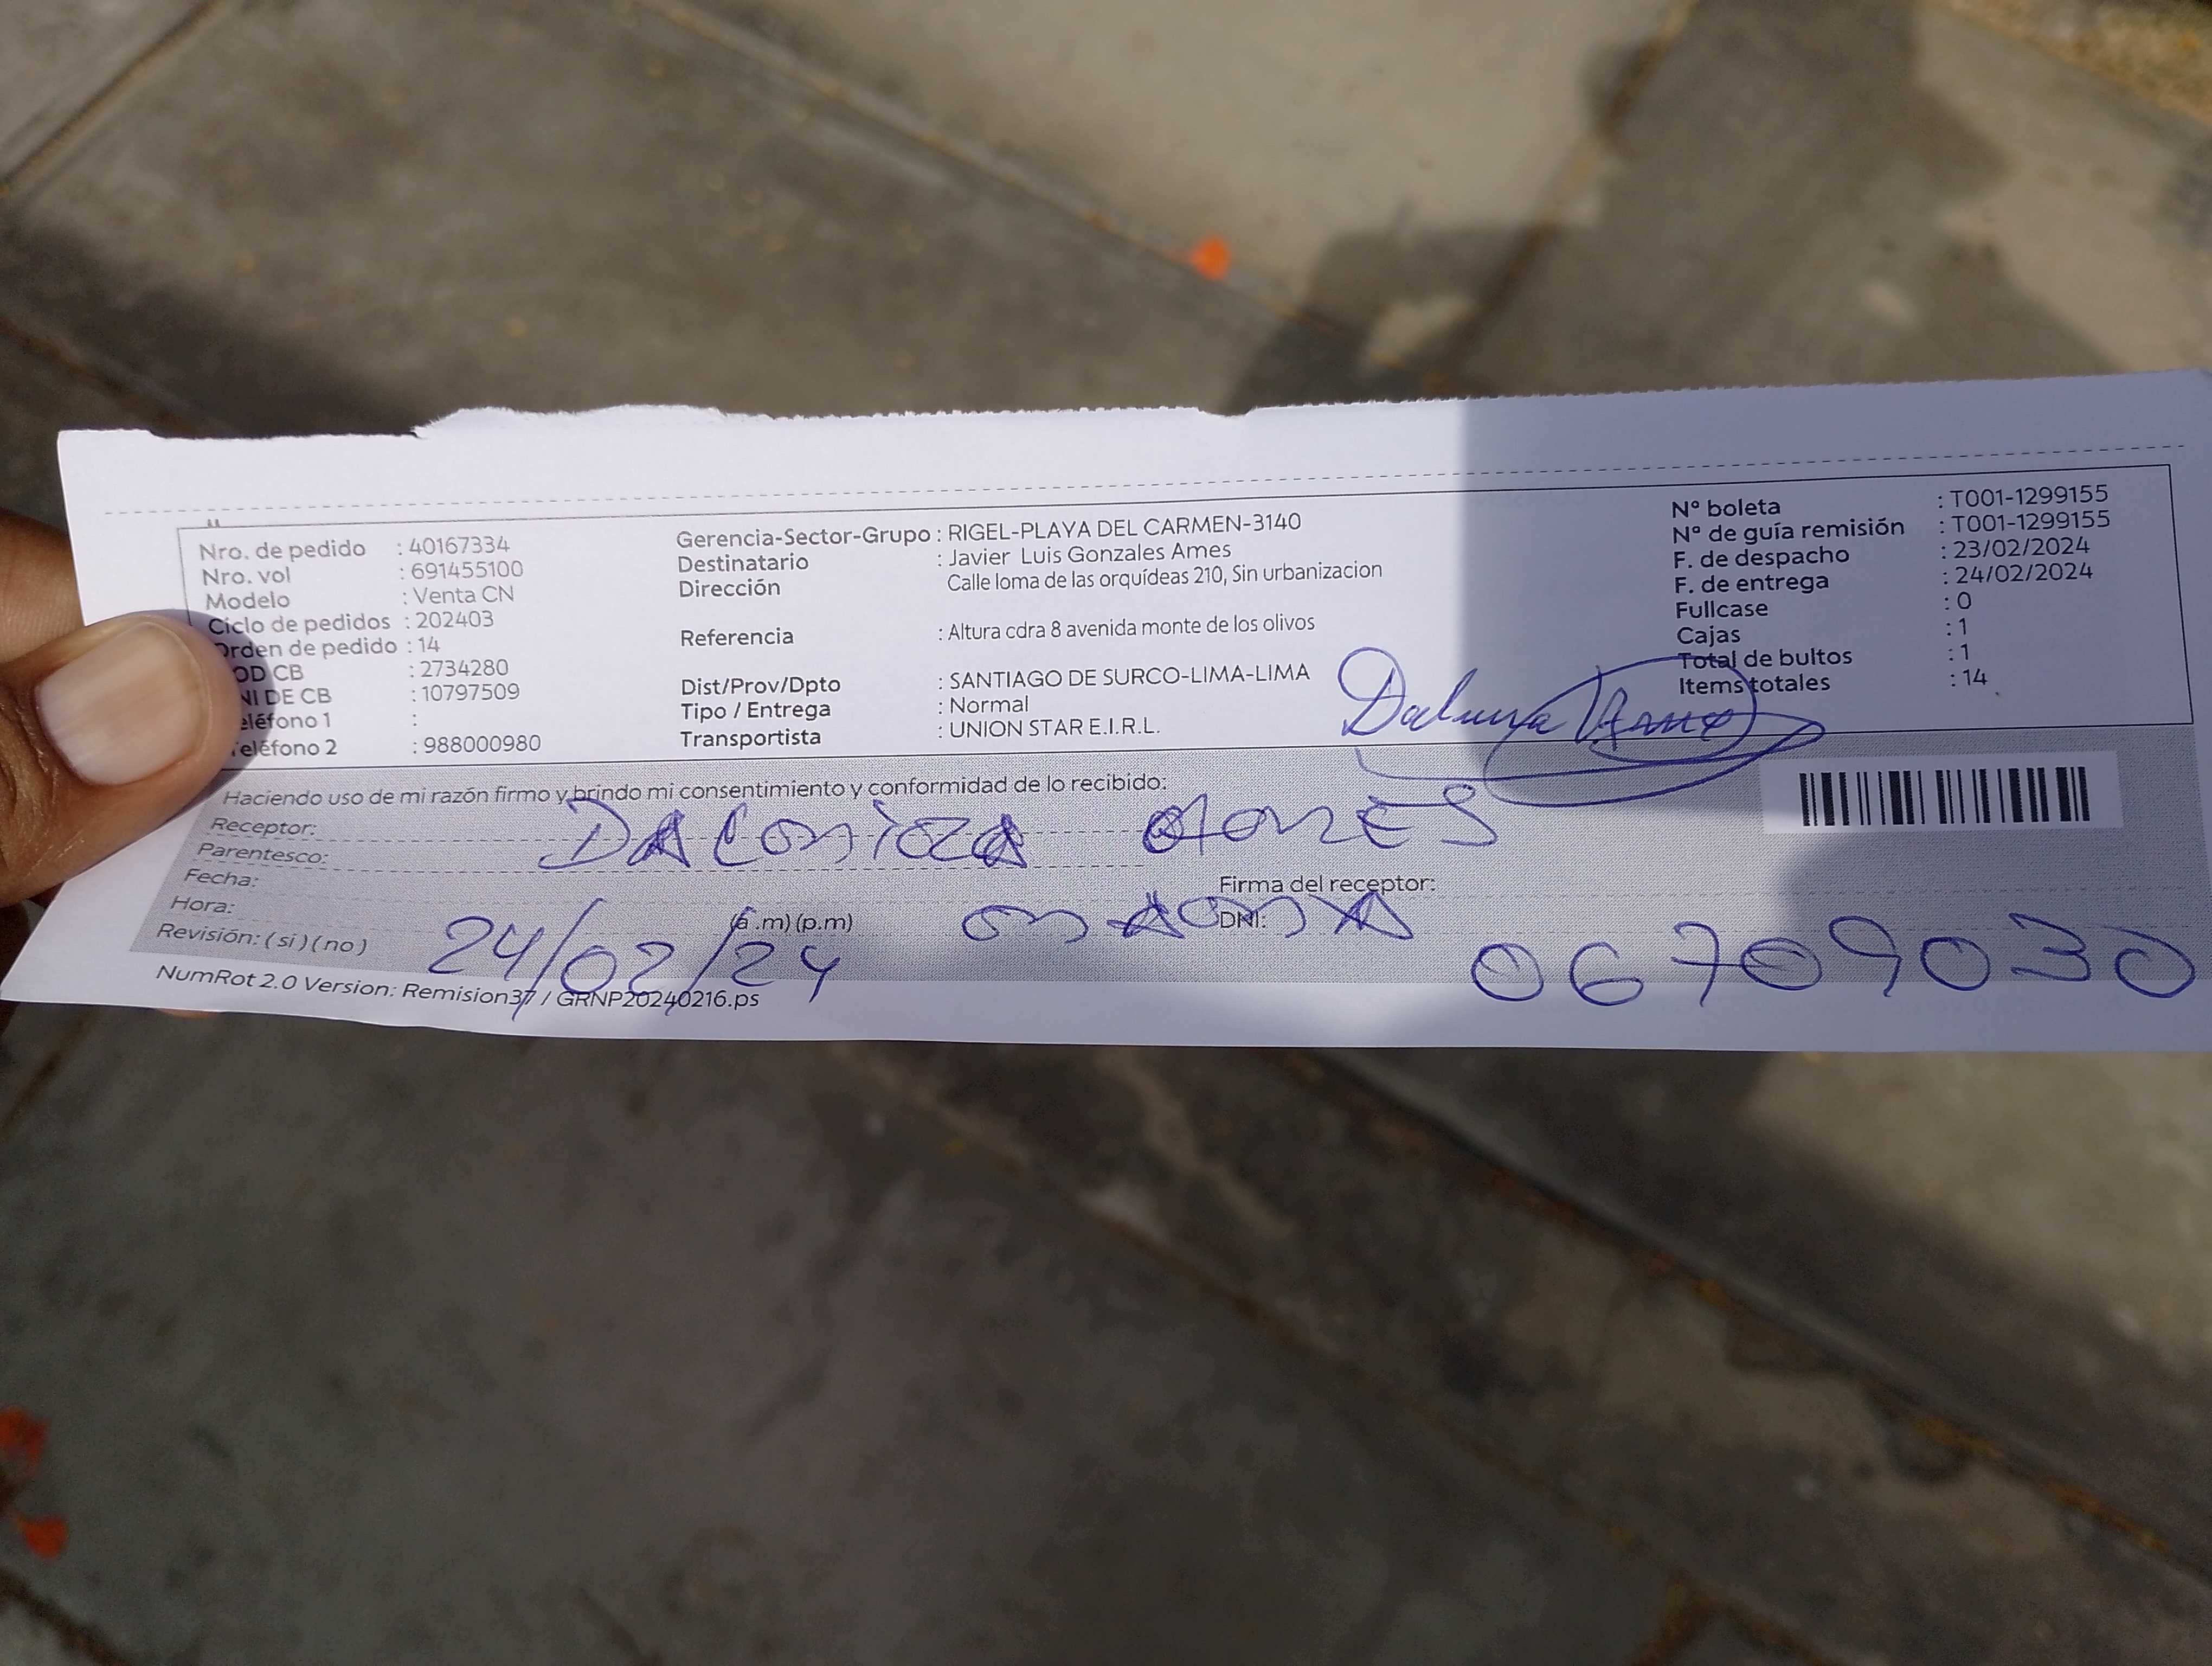 Nro. de pedido : 40167334
Nro. vol : 691455100
Modelo : Venta CN
Ciclo de pedidos : 202403
Orden de pedido : 14
OD CB : 2734280
NI DE CB : 10797509
eléfono 1 :
eléfono 2 : 988000980
Gerencia-Sector-Grupo : RIGEL-PLAYA DEL CARMEN-3140
Destinatario : Javier Luis Gonzales Ames
Dirección Calle loma de las orquídeas 210, Sin urbanizacion
Referencia : Altura cdra 8 avenida monte de los olivos
Dist/Prov/Dpto : SANTIAGO DE SURCO-LIMA-LIMA
Tipo / Entrega : Normal
Transportista : UNION STAR E.I.R.L.
N° boleta : T001-1299155
N° de guía remisión : T001-1299155
F. de despacho : 23/02/2024
F. de entrega : 24/02/2024
Fullcase : 0
Cajas : 1
Total de bultos : 1
Items totales : 14
Haciendo uso de mi razón firmo y brindo mi consentimiento y conformidad de lo recibido:
Receptor:
Parentesco:
Fecha:
Hora: (a.m) (p.m)
Revisión: ( si ) ( no )
24/02/24
Firma del receptor:
DNI:
06709030
NumRot 2.0 Version: Remision37 / GRNP20240216.ps